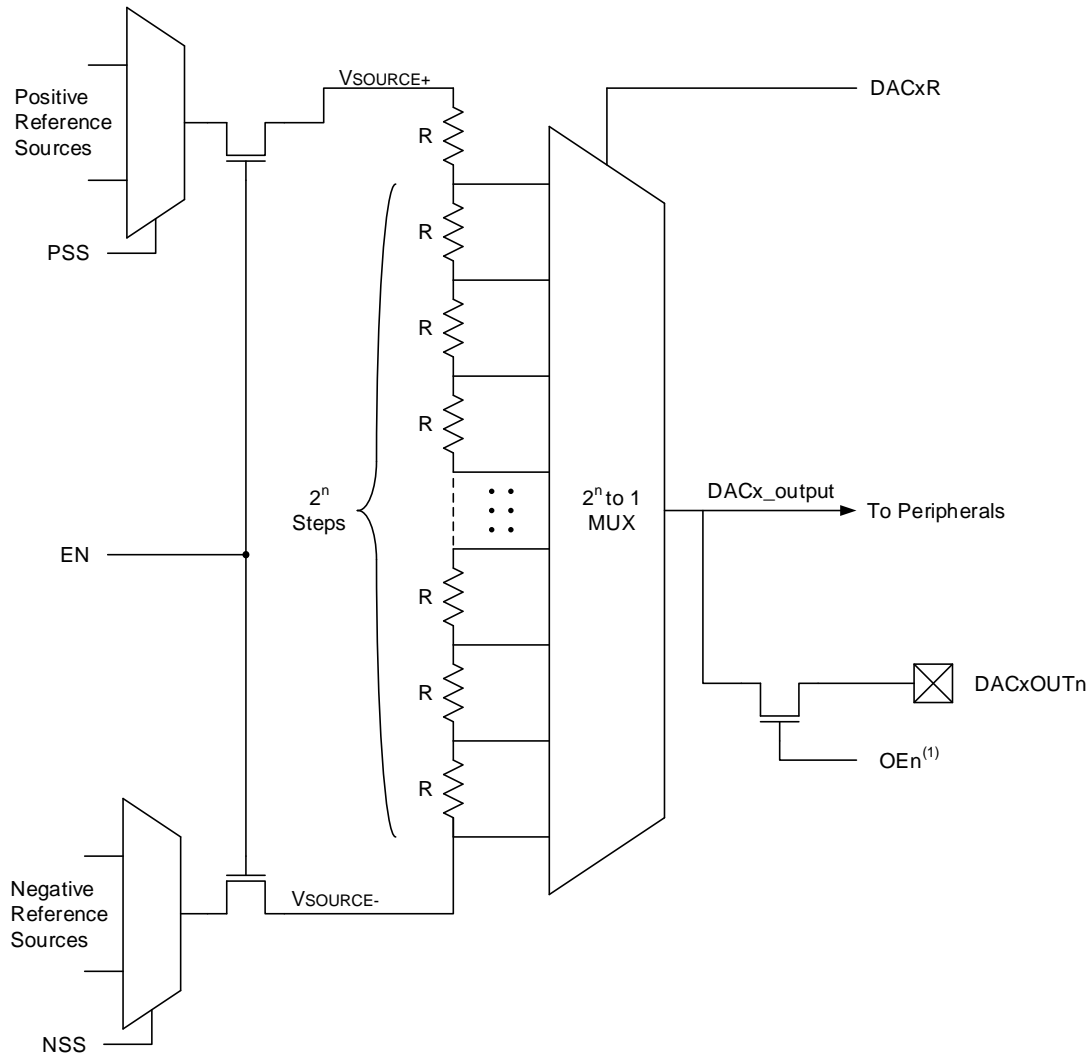 VSOURCE+
DACxR
Positive
Reference
Sources
R
R
PSS
R
R
2ⁿ
Steps
2ⁿ to 1
MUX
DACx_output
To Peripherals
EN
R
R
DACxOUTn
OEn⁽¹⁾
R
Negative
Reference
Sources
VSOURCE-
NSS